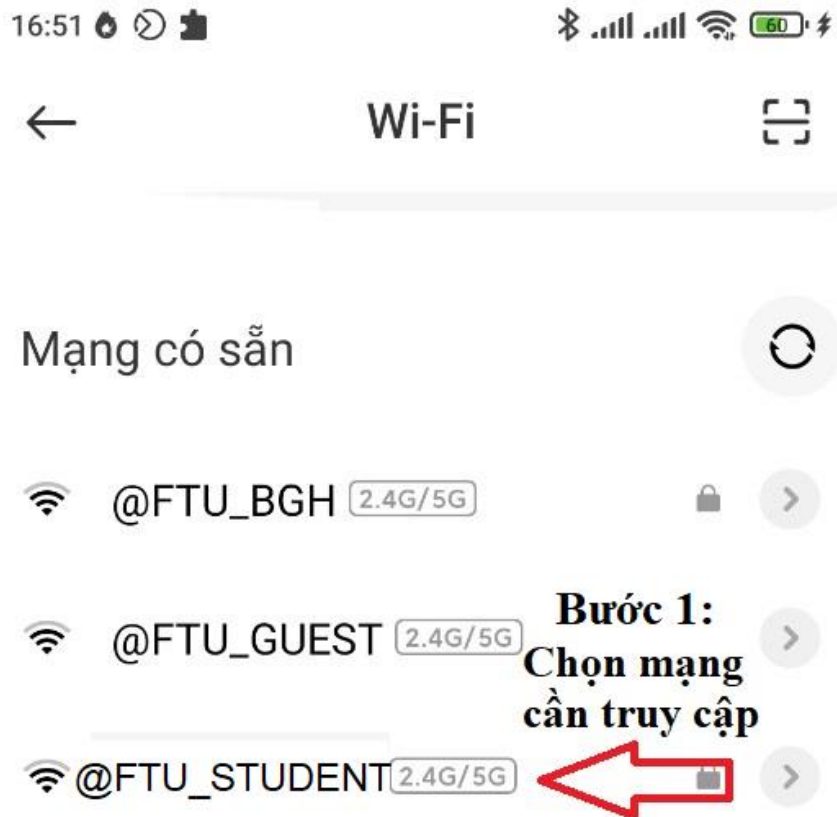 16:51 60
Wi-Fi
Mạng có sẵn
@FTU_BGH 2.4G/5G
@FTU_GUEST 2.4G/5G
Bước 1:
Chọn mạng
cần truy cập
@FTU_STUDENT 2.4G/5G